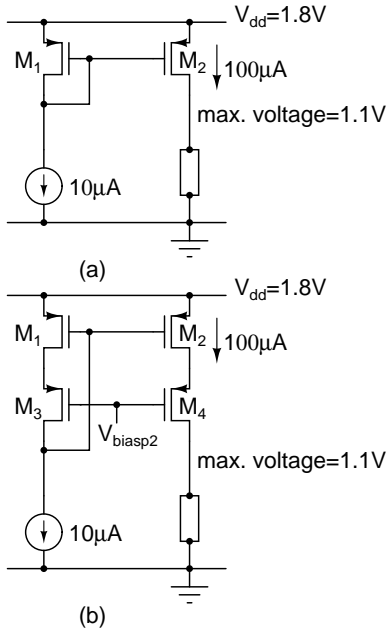 V_dd=1.8V
M_1
M_2
100μA
max. voltage=1.1V
10μA
(a)
V_dd=1.8V
M_1
M_2
100μA
M_3
M_4
V_biasp2
max. voltage=1.1V
10μA
(b)